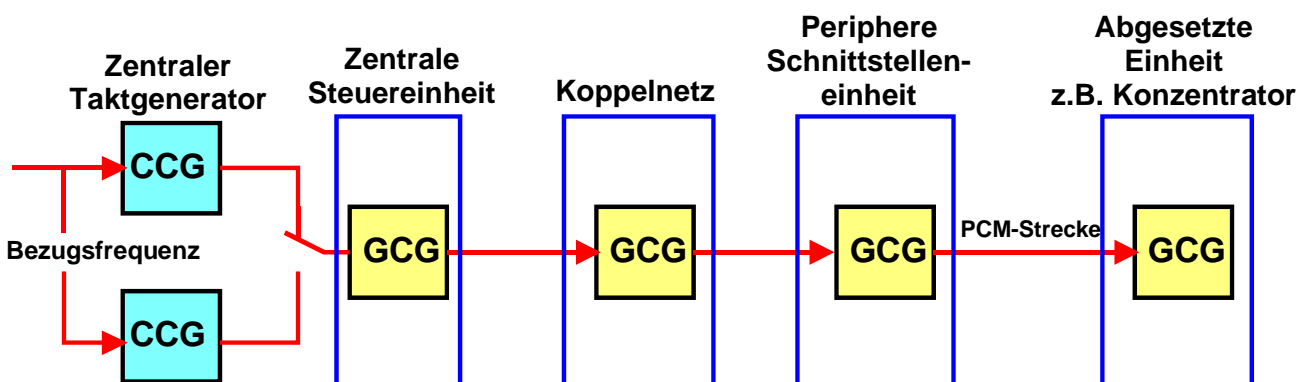 Zentraler
Taktgenerator
Zentrale
Steuereinheit
Koppelnetz
Periphere
Schnittstellen-
einheit
Abgesetzte
Einheit
z.B. Konzentrator
CCG
Bezugsfrequenz
GCG
GCG
GCG
PCM-Strecke
GCG
CCG